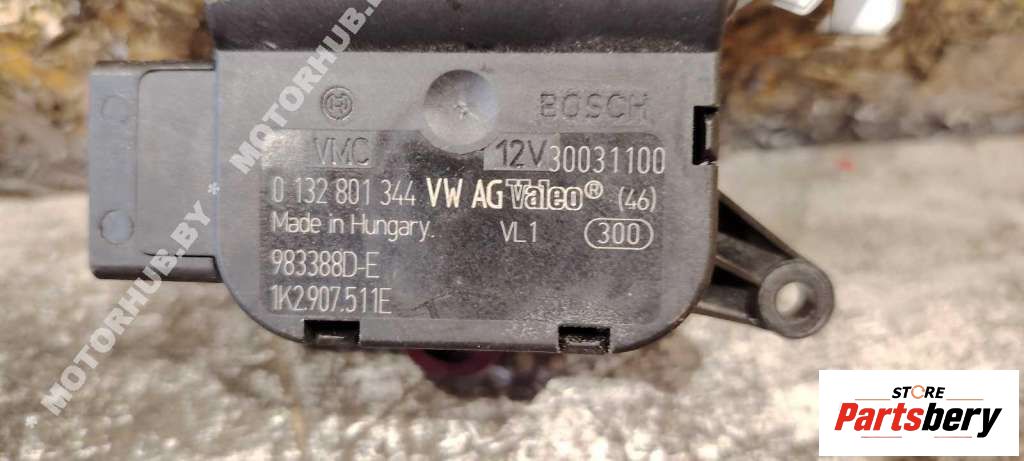 BOSCH
VMC 12V 30031100
0 132 801 344 VW AG Valeo® (46)
Made in Hungary. VL1 300
983388D-E
1K2.907.511E
* MOTORHUB.BY * MOTORHUB.BY
STORE
Partsbery